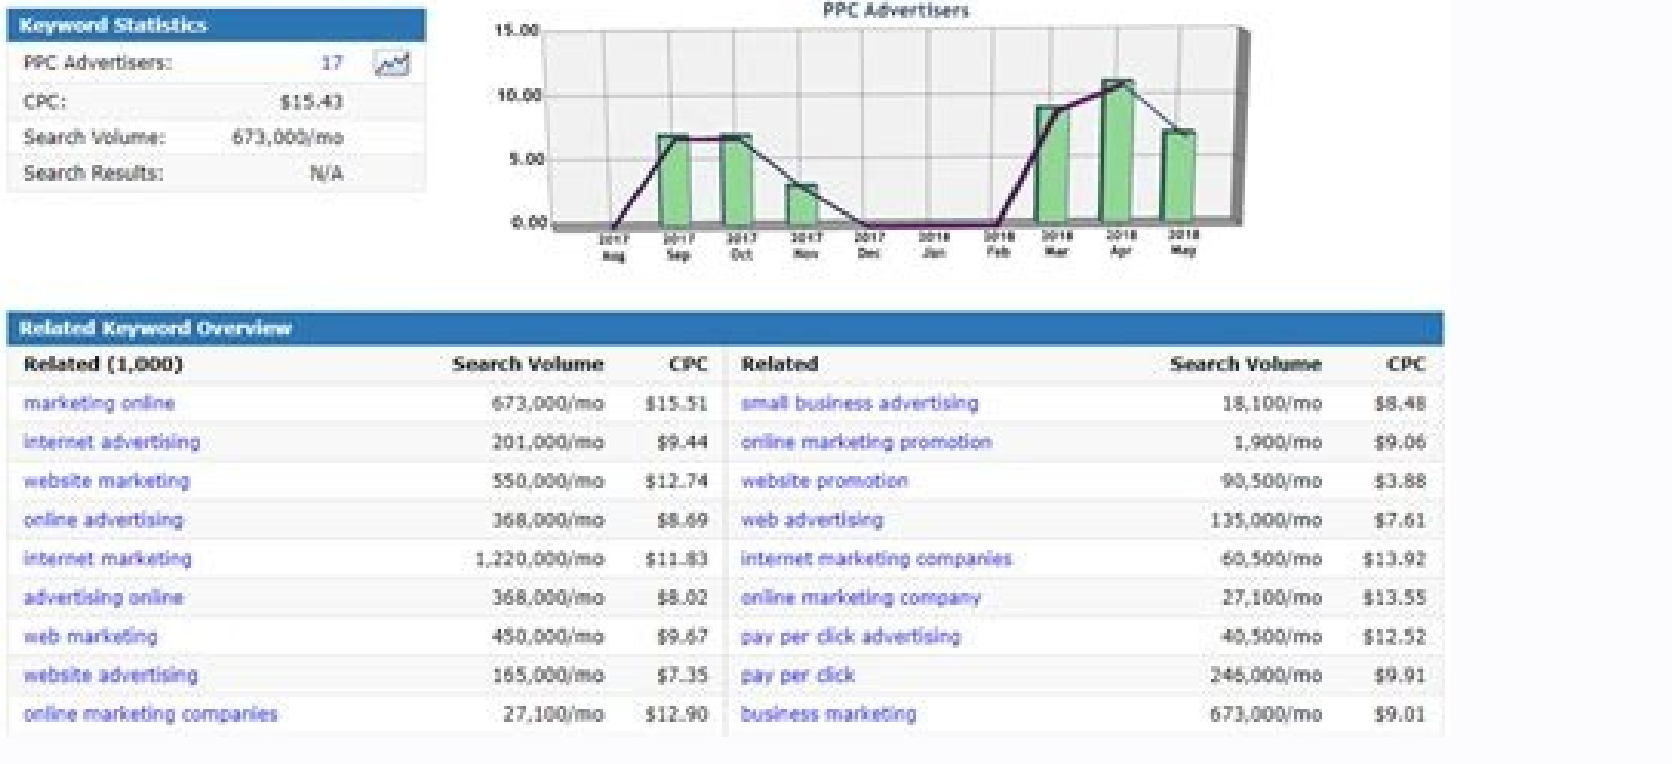 Keyword Statistics
PPC Advertisers: 17
CPC: $15.43
Search Volume: 673,000/mo
Search Results: N/A
PPC Advertisers
15.00
10.00
5.00
0.00
2017 2017 2017 2017 2017 2018 2018 2018 2018 2018
Aug Sep Oct Nov Dec Jan Feb Mar Apr May
Related Keyword Overview
Related (1,000) Search Volume CPC Related Search Volume CPC
marketing online 673,000/mo $15.51 small business advertising 18,100/mo $8.48
internet advertising 201,000/mo $9.44 online marketing promotion 1,900/mo $9.06
website marketing 550,000/mo $12.74 website promotion 90,500/mo $3.88
online advertising 368,000/mo $8.69 web advertising 135,000/mo $7.61
internet marketing 1,220,000/mo $11.83 internet marketing companies 60,500/mo $13.92
advertising online 368,000/mo $8.02 online marketing company 27,100/mo $13.55
web marketing 450,000/mo $9.67 pay per click advertising 40,500/mo $12.52
website advertising 165,000/mo $7.35 pay per click 246,000/mo $9.91
online marketing companies 27,100/mo $12.90 business marketing 673,000/mo $9.01